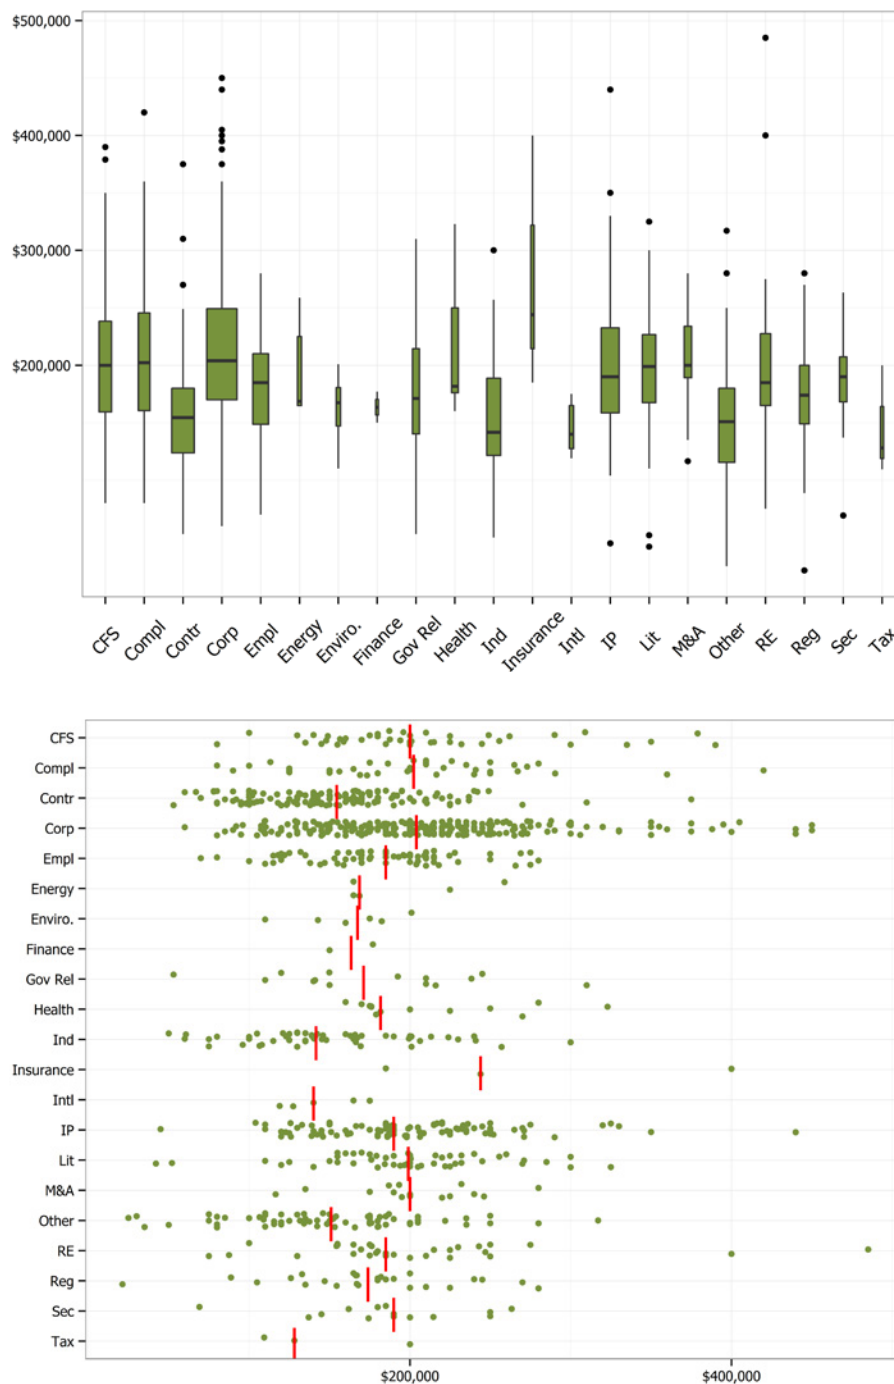 $500,000
$400,000
$300,000
$200,000
CFS
Compl
Contr
Corp
Empl
Energy
Enviro.
Finance
Gov Rel
Health
Ind
Insurance
Intl
IP
Lit
M&A
Other
RE
Reg
Sec
Tax
CFS
Compl
Contr
Corp
Empl
Energy
Enviro.
Finance
Gov Rel
Health
Ind
Insurance
Intl
IP
Lit
M&A
Other
RE
Reg
Sec
Tax
$200,000 $400,000